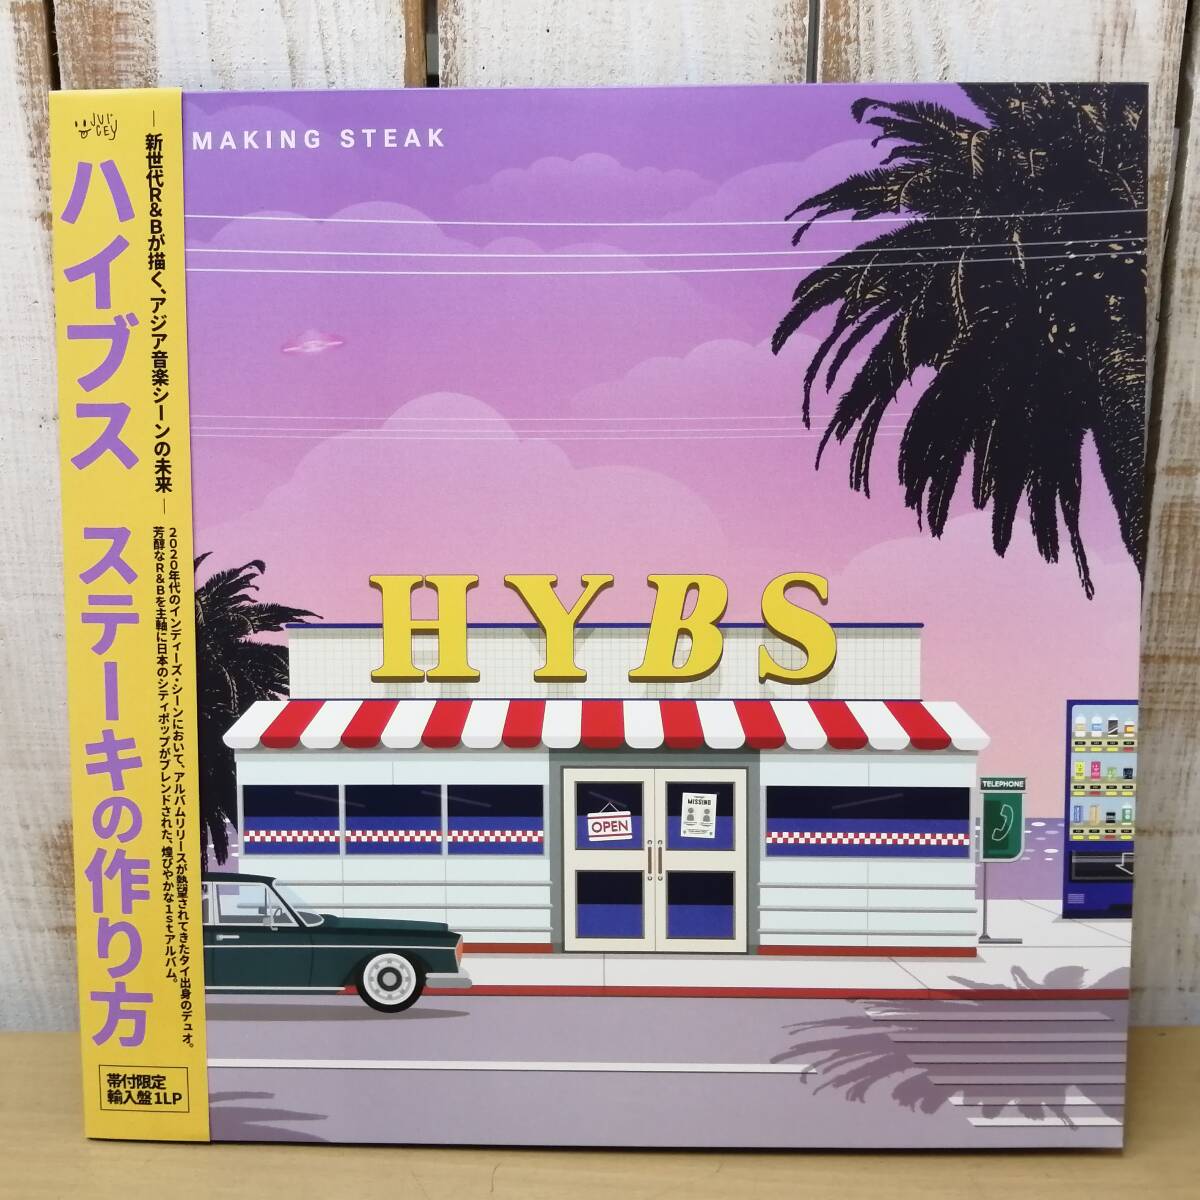 JUI
CEY
ハイブス ステーキの作り方
─ 新世代R&Bが描く、アジア音楽シーンの未来 ─
2020年代のインディーズ・シーンにおいて、アルバムリリースが熱望されてきたタイ出身のデュオ。
芳醇なR&Bを主軸に日本のシティポップがブレンドされた、煌びやかな1stアルバム。
帯付限定
輸入盤1LP
MAKING STEAK
HYBS
OPEN
MISSING
TELEPHONE